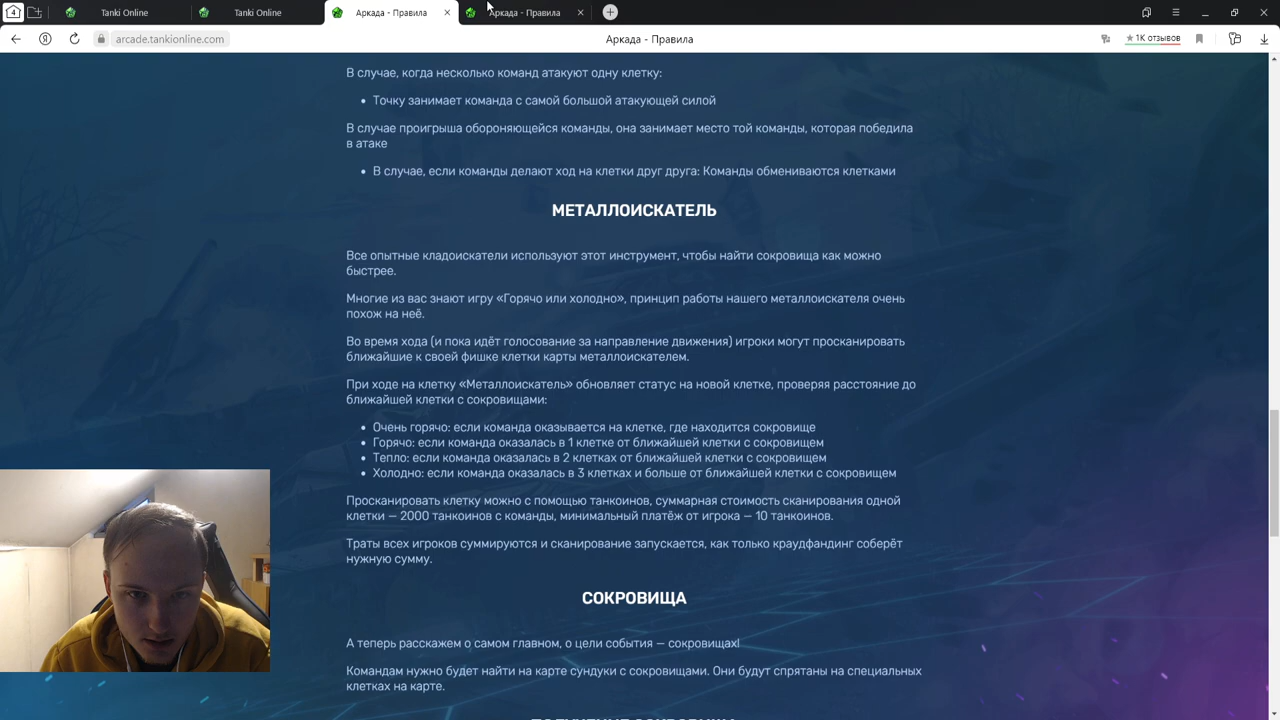 4
Tanki Online
Tanki Online
Аркада - Правила
Аркада - Правила
arcade.tankionline.com
Аркада - Правила
1K отзывов
В случае, когда несколько команд атакуют одну клетку:
• Точку занимает команда с самой большой атакующей силой
В случае проигрыша обороняющейся команды, она занимает место той команды, которая победила
в атаке
• В случае, если команды делают ход на клетки друг друга: Команды обмениваются клетками
МЕТАЛЛОИСКАТЕЛЬ
Все опытные кладоискатели используют этот инструмент, чтобы найти сокровища как можно
быстрее.
Многие из вас знают игру «Горячо или холодно», принцип работы нашего металлоискателя очень
похож на неё.
Во время хода (и пока идёт голосование за направление движения) игроки могут просканировать
ближайшие к своей фишке клетки карты металлоискателем.
При ходе на клетку «Металлоискатель» обновляет статус на новой клетке, проверяя расстояние до
ближайшей клетки с сокровищами:
• Очень горячо: если команда оказывается на клетке, где находится сокровище
• Горячо: если команда оказалась в 1 клетке от ближайшей клетки с сокровищем
• Тепло: если команда оказалась в 2 клетках от ближайшей клетки с сокровищем
• Холодно: если команда оказалась в 3 клетках и больше от ближайшей клетки с сокровищем
Просканировать клетку можно с помощью танкоинов, суммарная стоимость сканирования одной
клетки — 2000 танкоинов с команды, минимальный платёж от игрока — 10 танкоинов.
Траты всех игроков суммируются и сканирование запускается, как только краудфандинг соберёт
нужную сумму.
СОКРОВИЩА
А теперь расскажем о самом главном, о цели события — сокровищах!
Командам нужно будет найти на карте сундуки с сокровищами. Они будут спрятаны на специальных
клетках на карте.